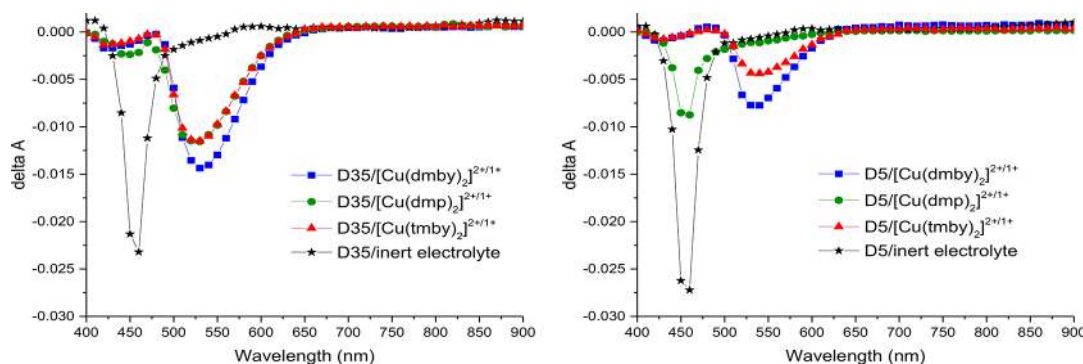 0.000
-0.005
-0.010
-0.015
-0.020
-0.025
-0.030
delta A
D35/[Cu(dmby)₂]²⁺/¹⁺
D35/[Cu(dmp)₂]²⁺/¹⁺
D35/[Cu(tmby)₂]²⁺/¹⁺
D35/inert electrolyte
400 450 500 550 600 650 700 750 800 850 900
Wavelength (nm)
0.000
-0.005
-0.010
-0.015
-0.020
-0.025
-0.030
delta A
D5/[Cu(dmby)₂]²⁺/¹⁺
D5/[Cu(dmp)₂]²⁺/¹⁺
D5/[Cu(tmby)₂]²⁺/¹⁺
D5/inert electrolyte
400 450 500 550 600 650 700 750 800 850 900
Wavelength (nm)